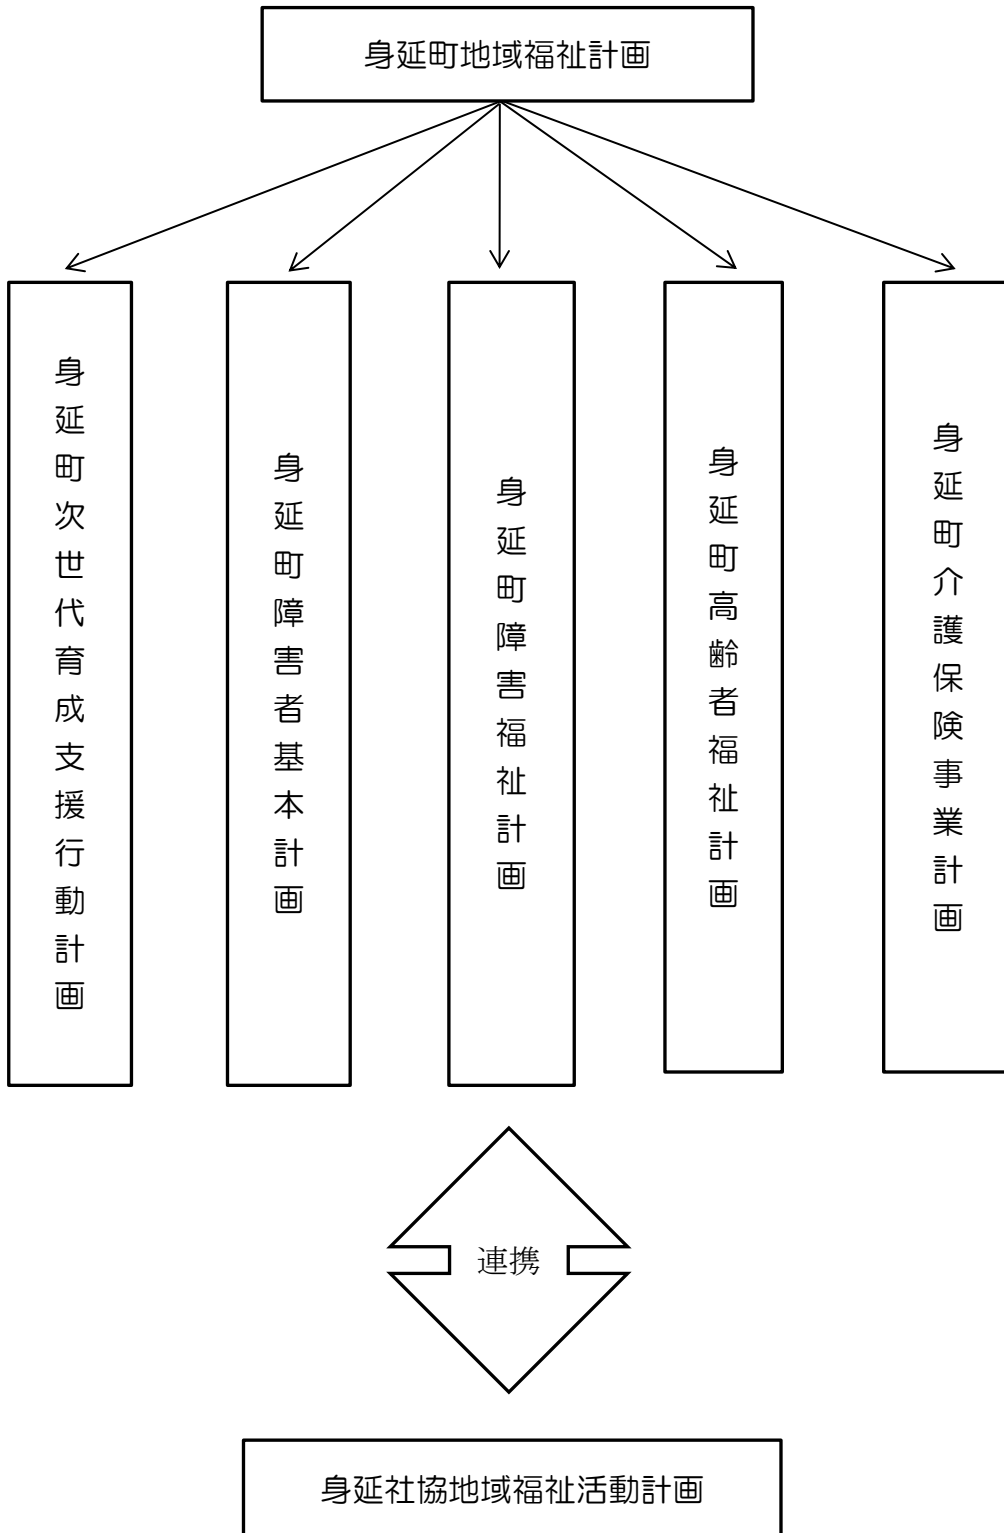 身延町地域福祉計画
身延町次世代育成支援行動計画
身延町障害者基本計画
身延町障害福祉計画
身延町高齢者福祉計画
身延町介護保険事業計画
連携
身延社協地域福祉活動計画